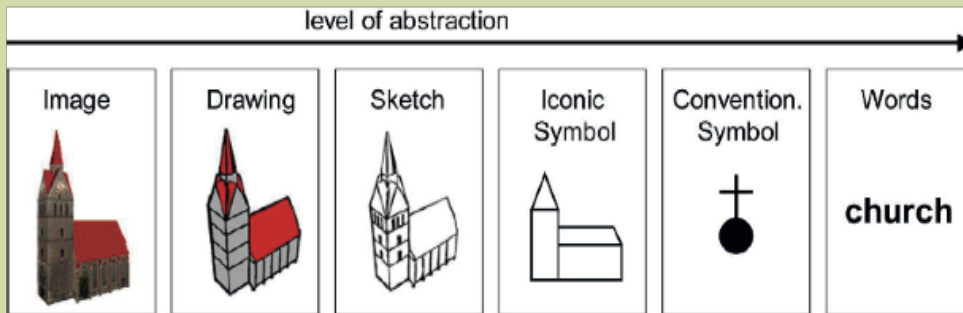 level of abstraction
Image
Drawing
Sketch
Iconic
Symbol
Convention.
Symbol
Words
church